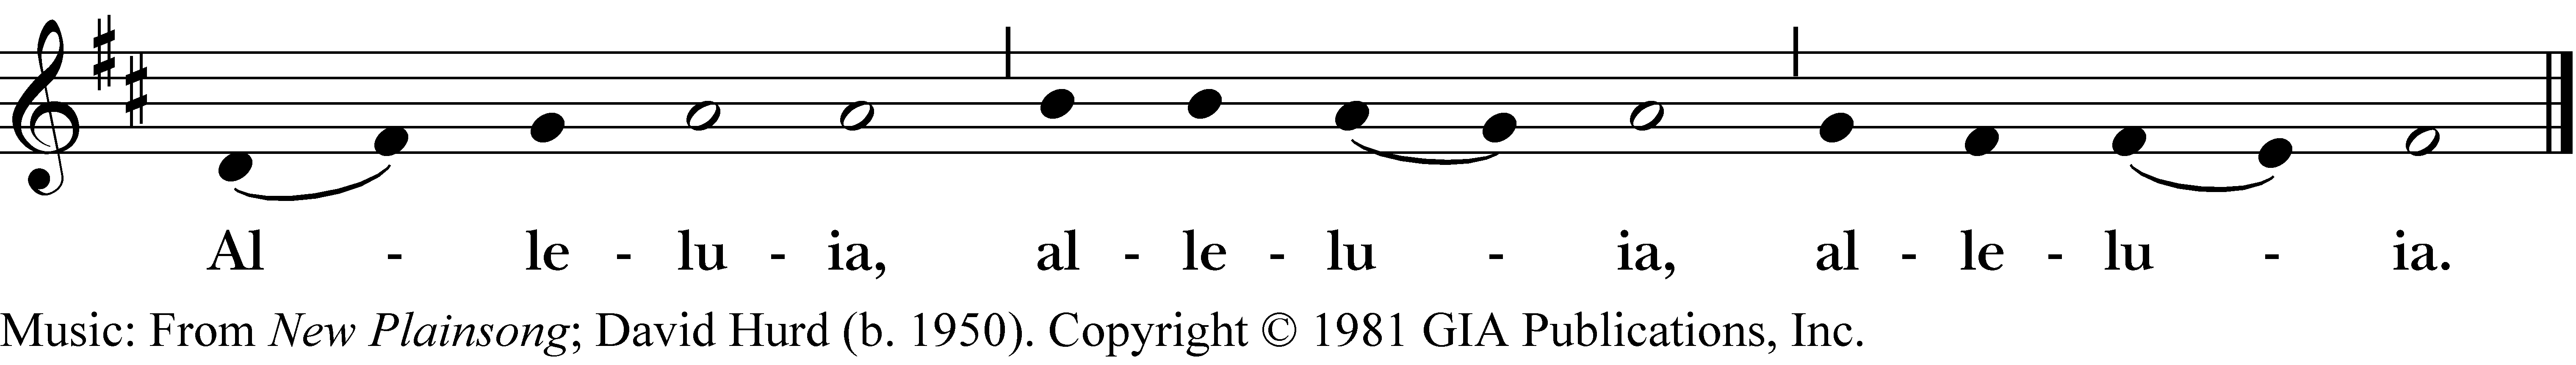 Al - le - lu - ia, al - le - lu - ia, al - le - lu - ia.
Music: From New Plainsong; David Hurd (b. 1950). Copyright © 1981 GIA Publications, Inc.